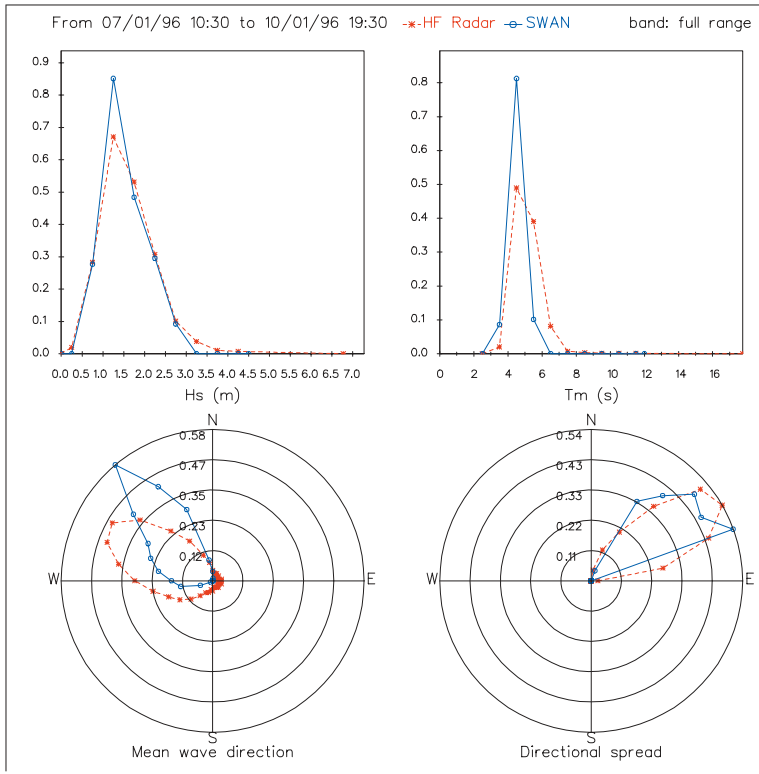 From 07/01/96 10:30 to 10/01/96 19:30 HF Radar SWAN band: full range
0.9
0.8
0.7
0.6
0.5
0.4
0.3
0.2
0.1
0.0
0.0 0.5 1.0 1.5 2.0 2.5 3.0 3.5 4.0 4.5 5.0 5.5 6.0 6.5 7.0
Hs (m)
0.8
0.7
0.6
0.5
0.4
0.3
0.2
0.1
0.0
0 2 4 6 8 10 12 14 16
Tm (s)
N
0.58
0.47
0.35
0.23
0.12
W E
S
Mean wave direction
N
0.54
0.43
0.33
0.22
0.11
W E
S
Directional spread